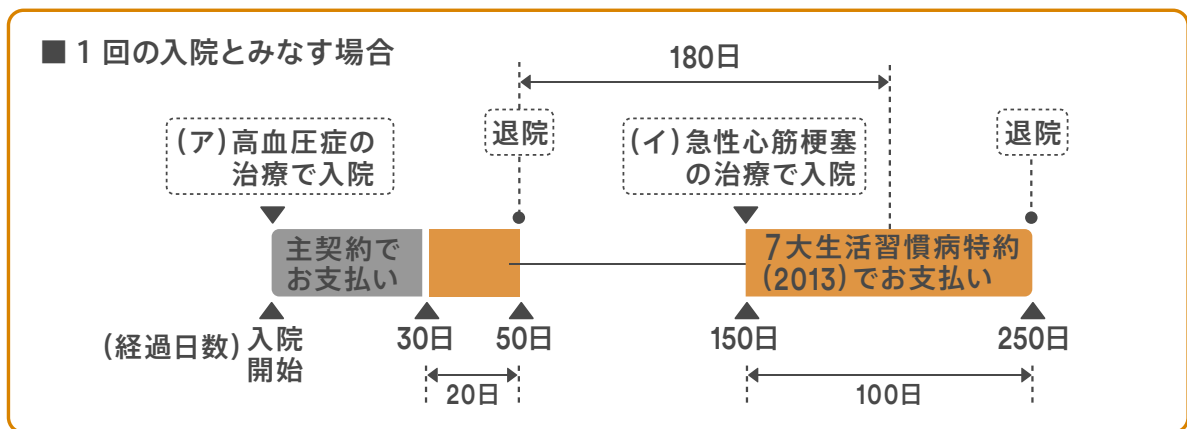 ■ 1 回の入院とみなす場合
180日
(ア)高血圧症の
治療で入院
退院
(イ)急性心筋梗塞
の治療で入院
退院
主契約で
お支払い
7大生活習慣病特約
(2013)でお支払い
(経過日数)
入院
開始
30日
50日
150日
250日
20日
100日